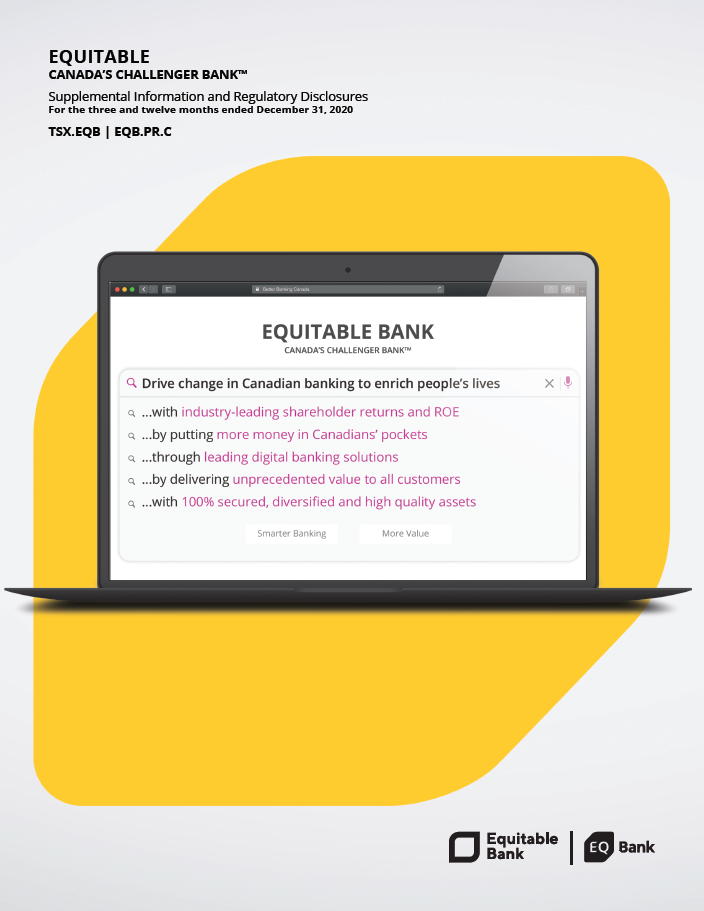 EQUITABLE
CANADA'S CHALLENGER BANK™
Supplemental Information and Regulatory Disclosures
For the three and twelve months ended December 31, 2020
TSX.EQB | EQB.PR.C
Better Banking Canada
EQUITABLE BANK
CANADA'S CHALLENGER BANK™
Drive change in Canadian banking to enrich people's lives
...with industry-leading shareholder returns and ROE
...by putting more money in Canadians' pockets
...through leading digital banking solutions
...by delivering unprecedented value to all customers
...with 100% secured, diversified and high quality assets
Smarter Banking More Value
Equitable
Bank
EQ Bank